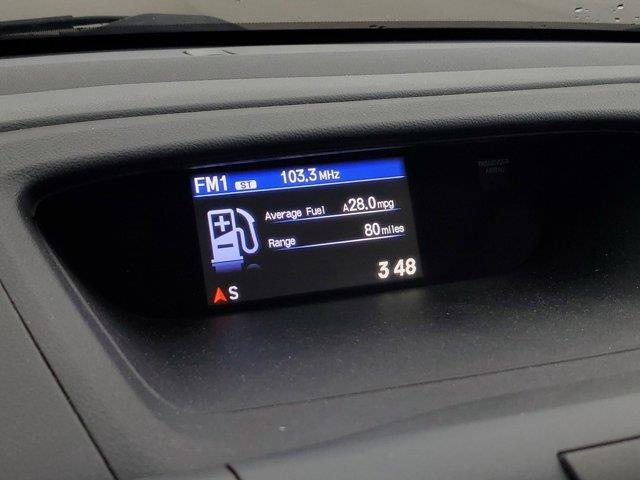 FM1 ST 103.3 MHz
Average Fuel A28.0 mpg
Range 80 miles
3 48
S